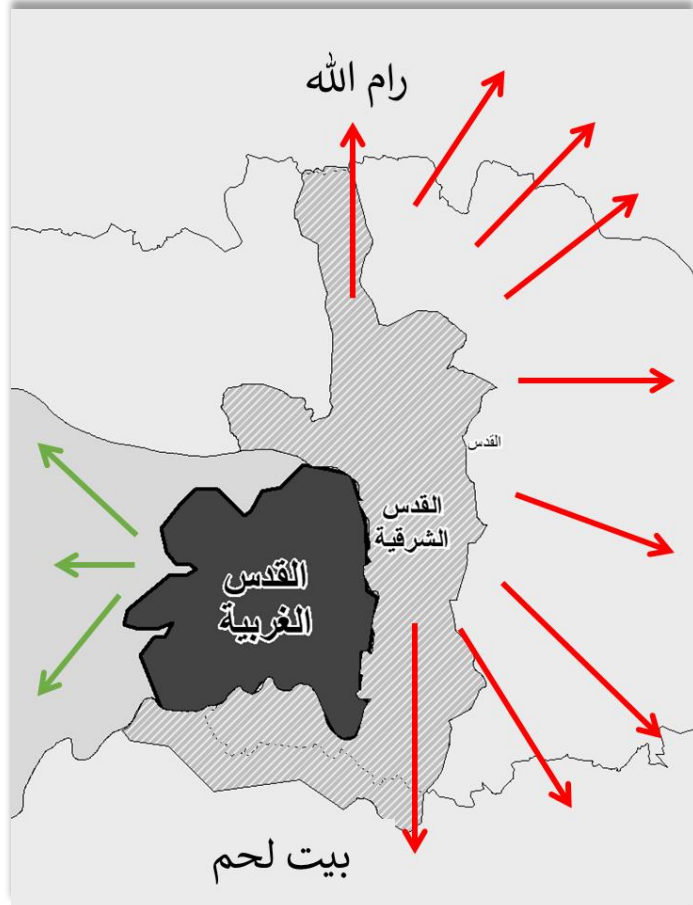 رام الله
القدس
القدس
الشرقية
القدس
الغربية
بيت لحم